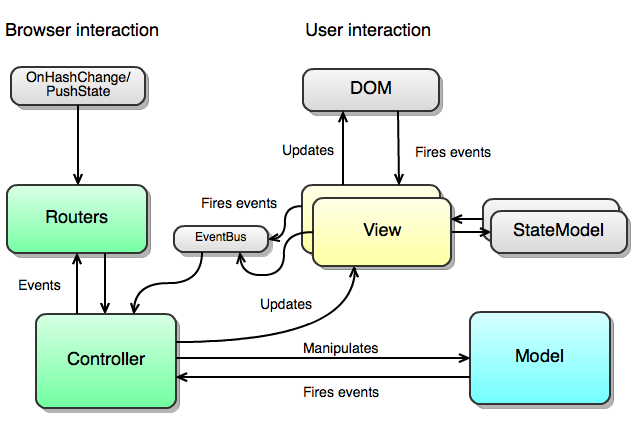 Browser interaction
User interaction
OnHashChange/
PushState
DOM
Updates
Fires events
Routers
Fires events
EventBus
View
StateModel
Events
Updates
Controller
Manipulates
Model
Fires events